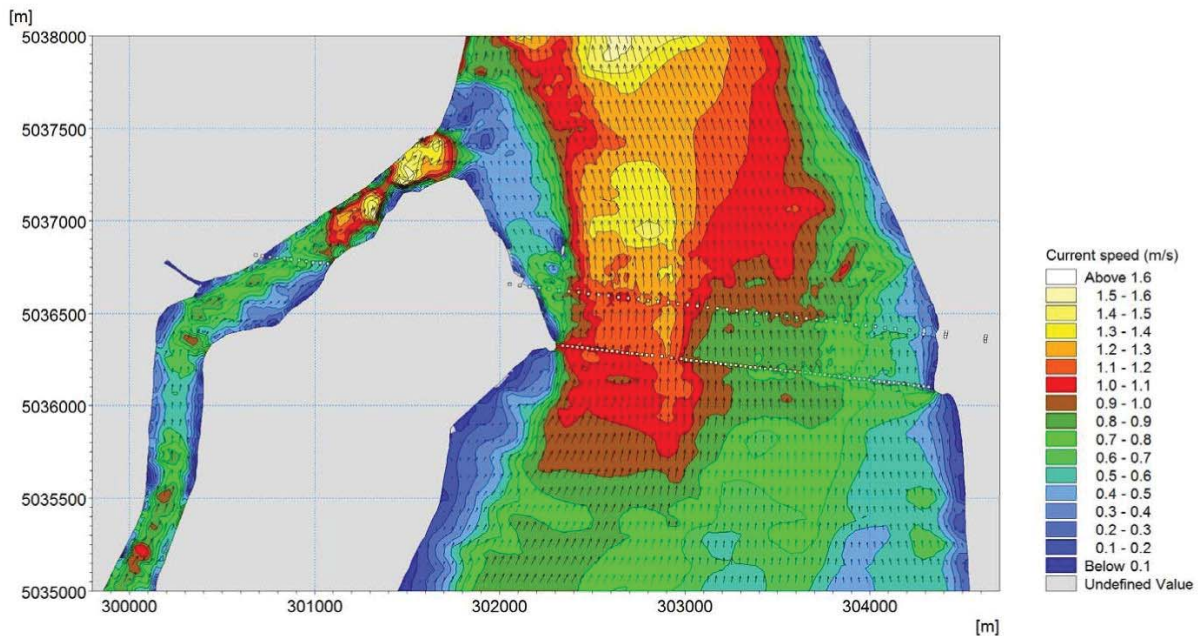 [m]
5038000
5037500
5037000
5036500
5036000
5035500
5035000
300000 301000 302000 303000 304000
[m]
Current speed (m/s)
Above 1.6
1.5 - 1.6
1.4 - 1.5
1.3 - 1.4
1.2 - 1.3
1.1 - 1.2
1.0 - 1.1
0.9 - 1.0
0.8 - 0.9
0.7 - 0.8
0.6 - 0.7
0.5 - 0.6
0.4 - 0.5
0.3 - 0.4
0.2 - 0.3
0.1 - 0.2
Below 0.1
Undefined Value